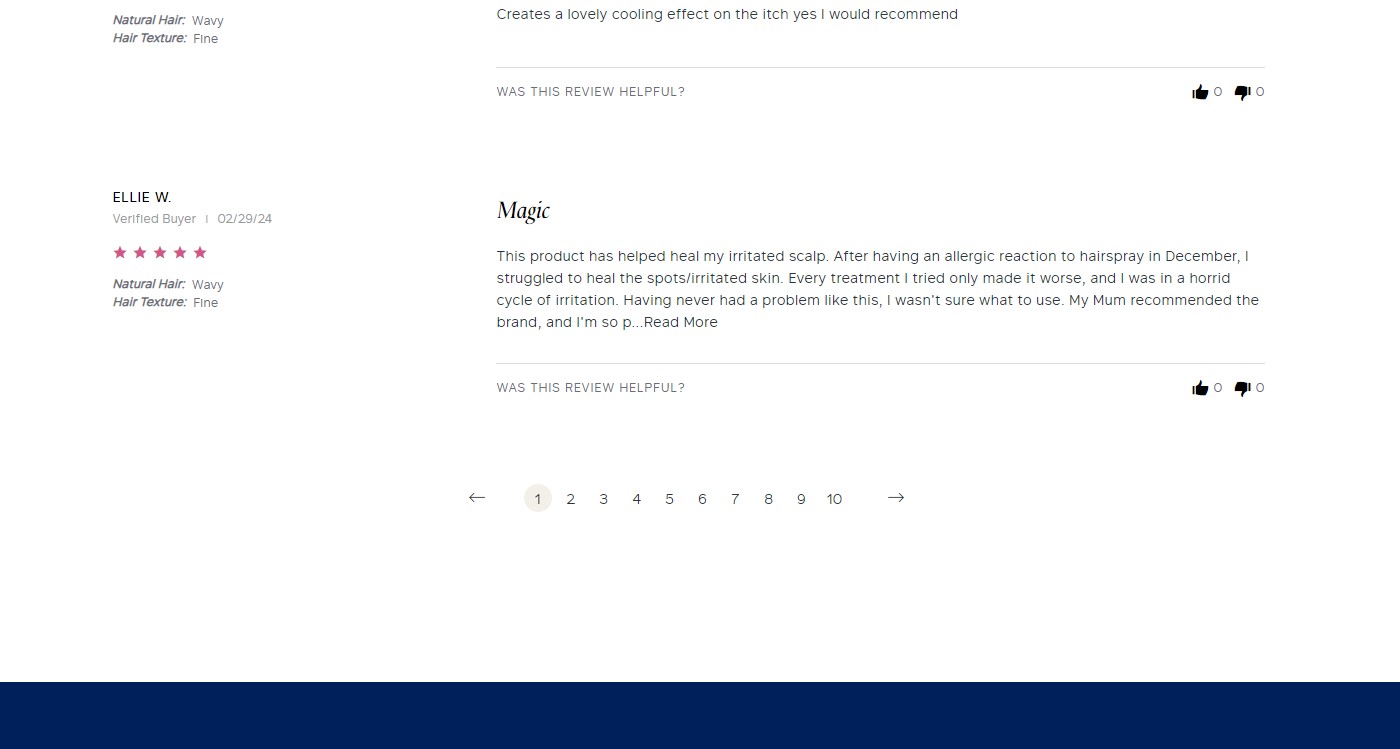 Natural Hair: Wavy
Hair Texture: Fine
Creates a lovely cooling effect on the itch yes I would recommend
WAS THIS REVIEW HELPFUL?
0 0
ELLIE W.
Verified Buyer | 02/29/24
Natural Hair: Wavy
Hair Texture: Fine
Magic
This product has helped heal my irritated scalp. After having an allergic reaction to hairspray in December, I
struggled to heal the spots/irritated skin. Every treatment I tried only made it worse, and I was in a horrid
cycle of irritation. Having never had a problem like this, I wasn't sure what to use. My Mum recommended the
brand, and I'm so p...Read More
WAS THIS REVIEW HELPFUL?
0 0
1 2 3 4 5 6 7 8 9 10